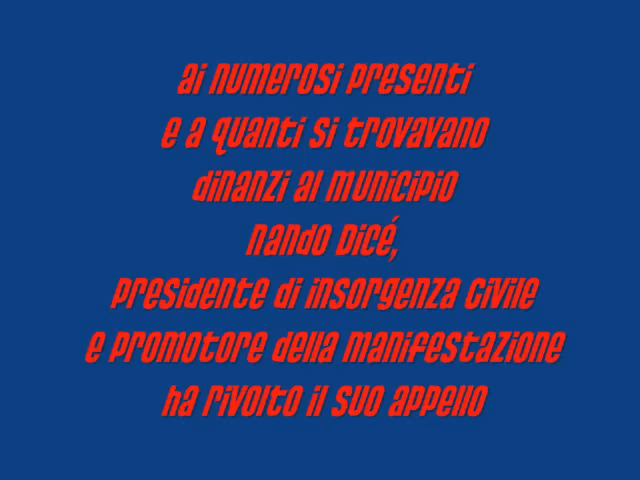 ai numerosi presenti
e a quanti si trovavano
dinanzi al municipio
nando Dicé,
presidente di insorgenza civile
e promotore della manifestazione
ha rivolto il suo appello